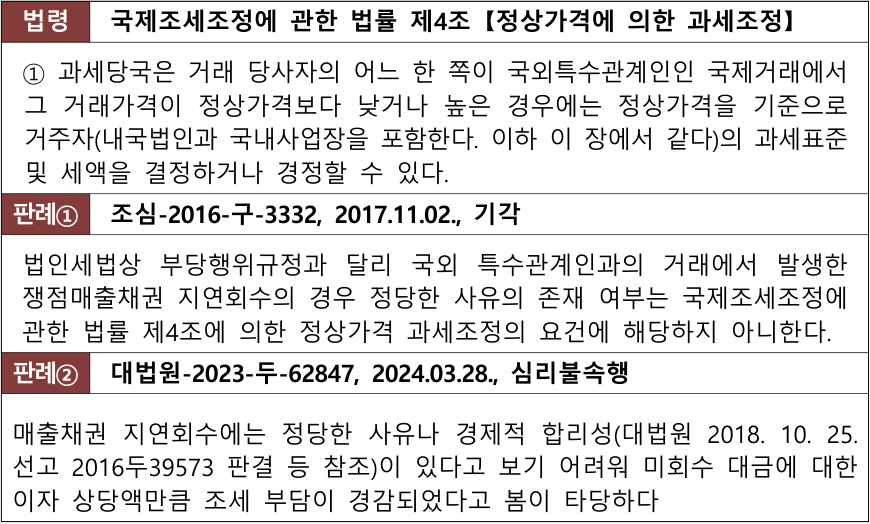 법령 국제조세조정에 관한 법률 제4조【정상가격에 의한 과세조정】
① 과세당국은 거래 당사자의 어느 한 쪽이 국외특수관계인인 국제거래에서
그 거래가격이 정상가격보다 낮거나 높은 경우에는 정상가격을 기준으로
거주자(내국법인과 국내사업장을 포함한다. 이하 이 장에서 같다)의 과세표준
및 세액을 결정하거나 경정할 수 있다.
판례① 조심-2016-구-3332, 2017.11.02., 기각
법인세법상 부당행위규정과 달리 국외 특수관계인과의 거래에서 발생한
쟁점매출채권 지연회수의 경우 정당한 사유의 존재 여부는 국제조세조정에
관한 법률 제4조에 의한 정상가격 과세조정의 요건에 해당하지 아니한다.
판례② 대법원-2023-두-62847, 2024.03.28., 심리불속행
매출채권 지연회수에는 정당한 사유나 경제적 합리성(대법원 2018. 10. 25.
선고 2016두39573 판결 등 참조)이 있다고 보기 어려워 미회수 대금에 대한
이자 상당액만큼 조세 부담이 경감되었다고 봄이 타당하다